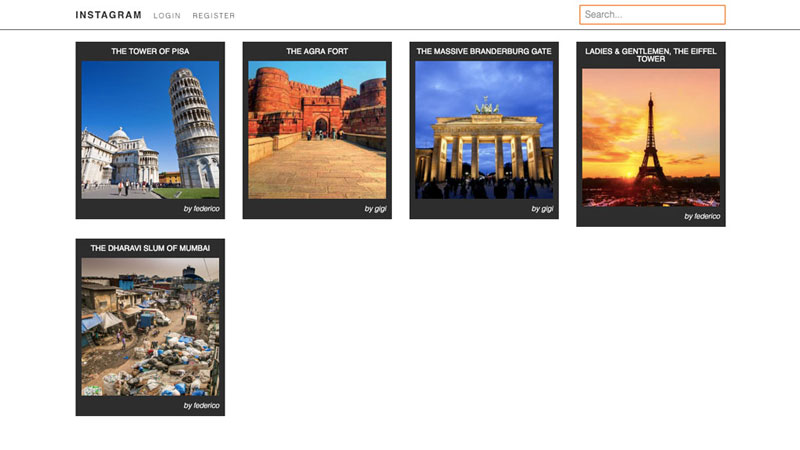 INSTAGRAM LOGIN REGISTER Search...
THE TOWER OF PISA
by federico
THE AGRA FORT
by gigi
THE MASSIVE BRANDERBURG GATE
by gigi
LADIES & GENTLEMEN, THE EIFFEL
TOWER
by federico
THE DHARAVI SLUM OF MUMBAI
by federico